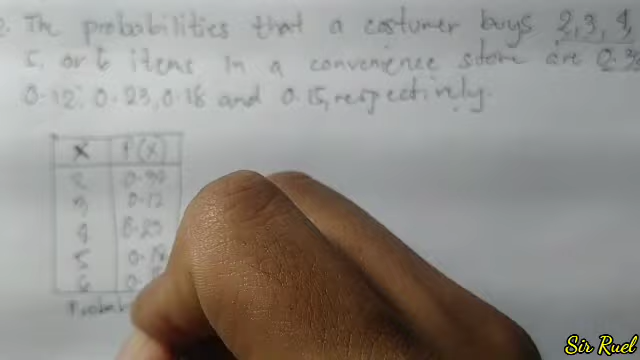 2. The probabilities that a costumer buys 2, 3, 4,
5, or 6 items in a convenience store are
0.12, 0.23, 0.18 and 0.15, respectively.
X f(X)
2
3 0.12
4 0.23
5 0.18
6
Sir Ruel